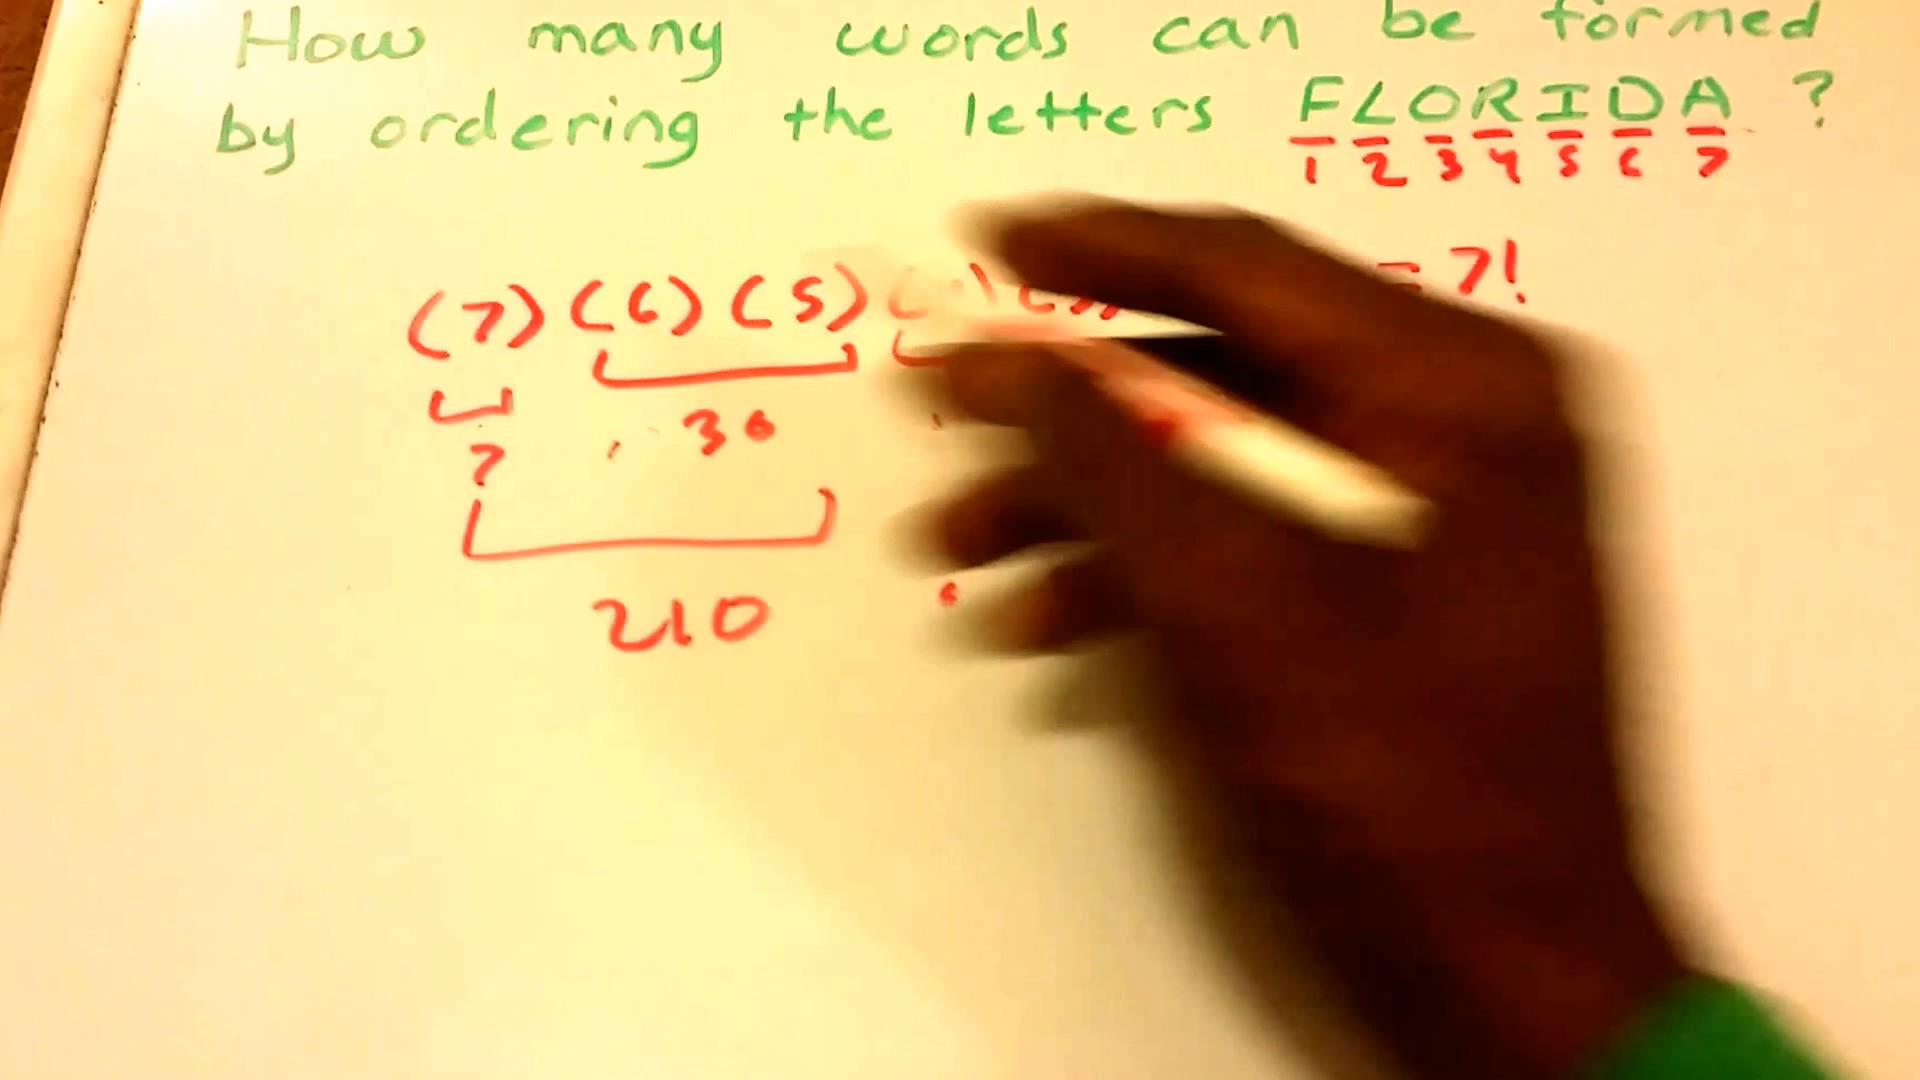 How many words can be formed
by ordering the letters FLORIDA ?
1 2 3 4 5 6 7
(7)(6)(5) = 7!
7 . 30
210